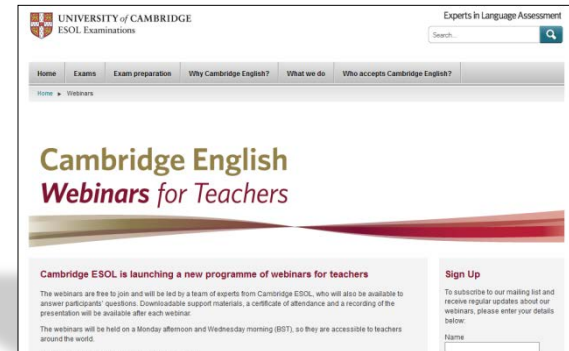 UNIVERSITY of CAMBRIDGE
ESOL Examinations
Experts in Language Assessment
Search...
Home Exams Exam preparation Why Cambridge English? What we do Who accepts Cambridge English?
Home ▸ Webinars
Cambridge English
Webinars for Teachers
Cambridge ESOL is launching a new programme of webinars for teachers
The webinars are free to join and will be led by a team of experts from Cambridge ESOL, who will also be available to
answer participants' questions. Downloadable support materials, a certificate of attendance and a recording of the
presentation will be available after each webinar.
The webinars will be held on a Monday afternoon and Wednesday morning (BST), so they are accessible to teachers
around the world.
Sign Up
To subscribe to our mailing list and
receive regular updates about our
webinars, please enter your details
below:
Name